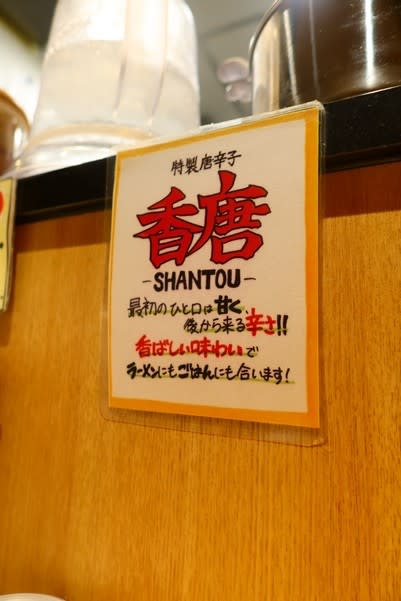 特製唐辛子
香唐
-SHANTOU-
最初のひと口は甘く、
後から来る辛さ!!
香ばしい味わいで
ラーメンにもごはんにも合います!